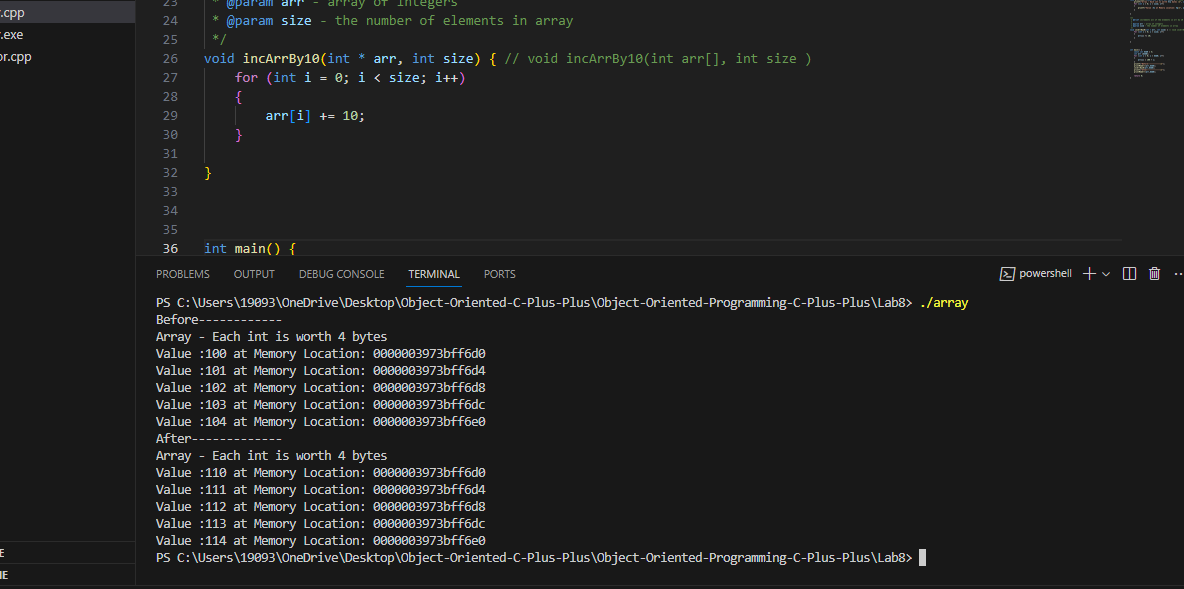 .cpp
.exe
or.cpp
23 * @param arr - array of integers
24 * @param size - the number of elements in array
25 */
26 void incArrBy10(int * arr, int size) { // void incArrBy10(int arr[], int size )
27 for (int i = 0; i < size; i++)
28 {
29 arr[i] += 10;
30 }
31
32 }
33
34
35
36 int main() {
PROBLEMS OUTPUT DEBUG CONSOLE TERMINAL PORTS powershell
PS C:\Users\19093\OneDrive\Desktop\Object-Oriented-C-Plus-Plus\Object-Oriented-Programming-C-Plus-Plus\Lab8> ./array
Before------------
Array - Each int is worth 4 bytes
Value :100 at Memory Location: 0000003973bff6d0
Value :101 at Memory Location: 0000003973bff6d4
Value :102 at Memory Location: 0000003973bff6d8
Value :103 at Memory Location: 0000003973bff6dc
Value :104 at Memory Location: 0000003973bff6e0
After-------------
Array - Each int is worth 4 bytes
Value :110 at Memory Location: 0000003973bff6d0
Value :111 at Memory Location: 0000003973bff6d4
Value :112 at Memory Location: 0000003973bff6d8
Value :113 at Memory Location: 0000003973bff6dc
Value :114 at Memory Location: 0000003973bff6e0
PS C:\Users\19093\OneDrive\Desktop\Object-Oriented-C-Plus-Plus\Object-Oriented-Programming-C-Plus-Plus\Lab8>
E
NE